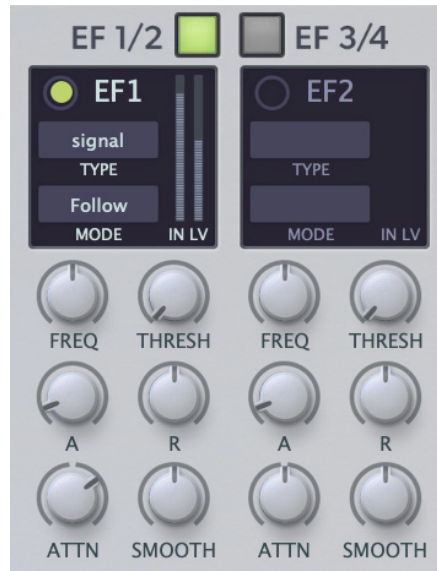 EF 1/2 EF 3/4
EF1 EF2
signal
TYPE TYPE
Follow
MODE IN LV MODE IN LV
FREQ THRESH FREQ THRESH
A R A R
ATTN SMOOTH ATTN SMOOTH